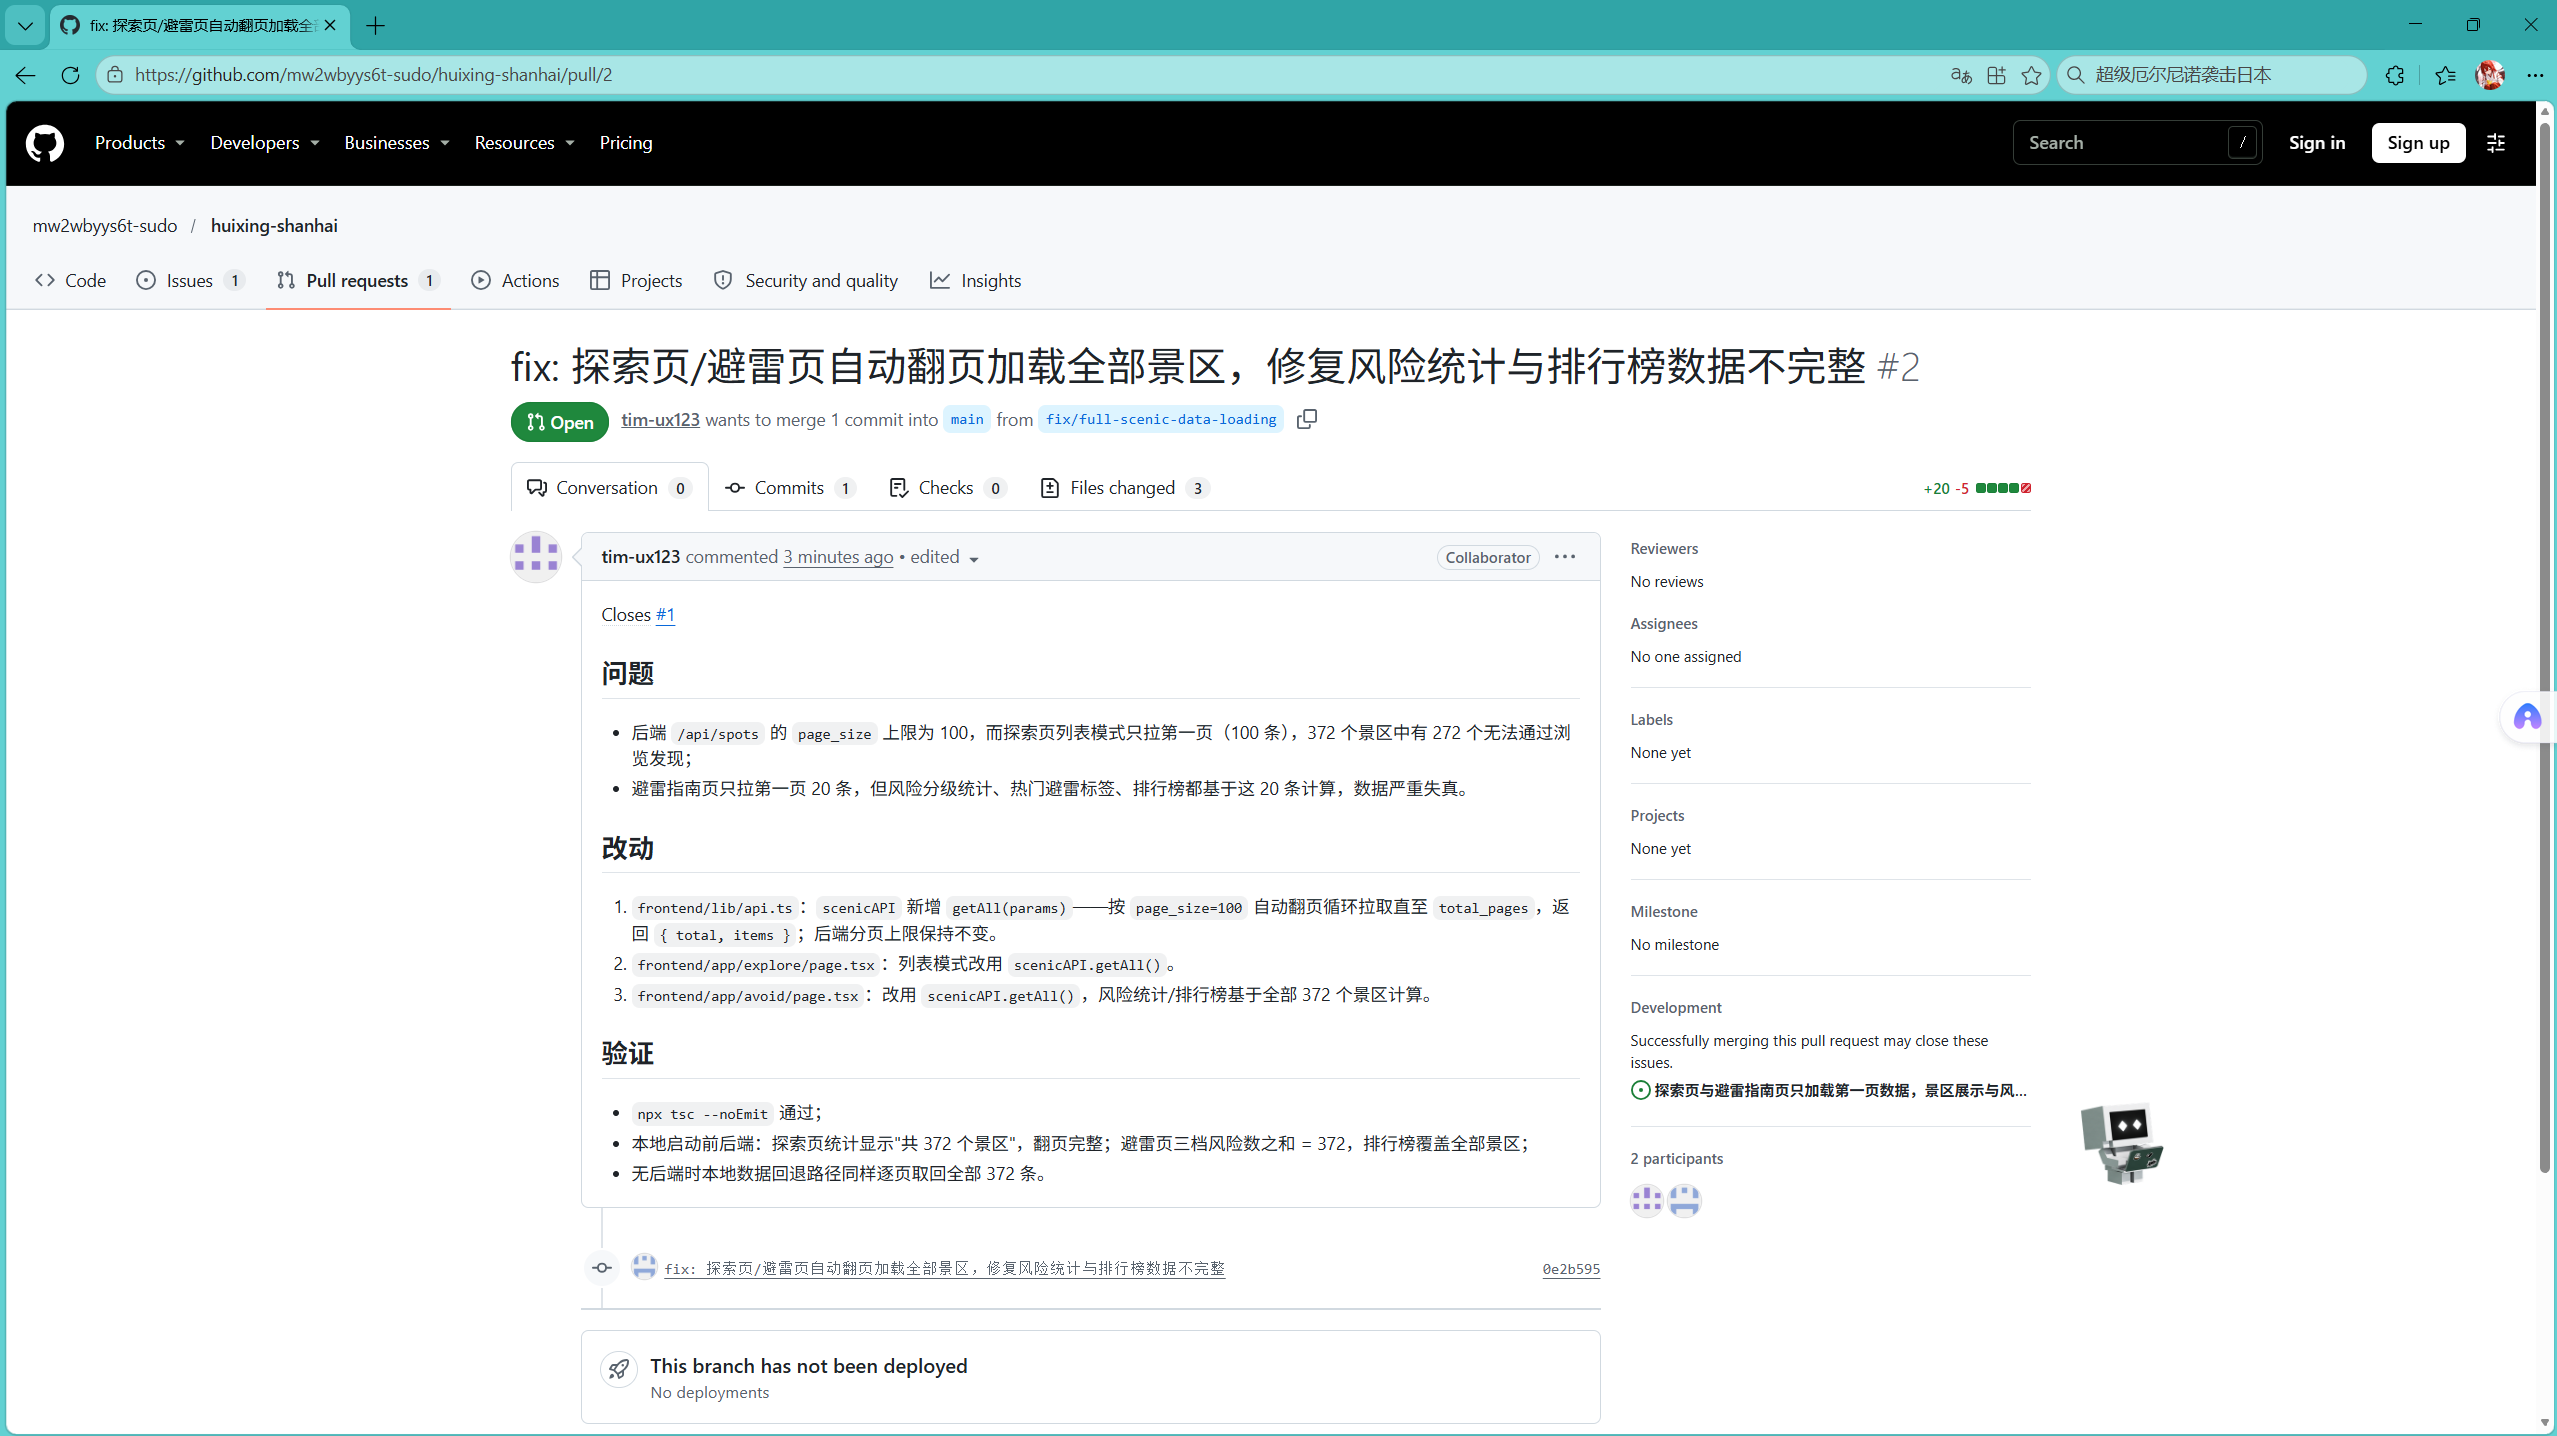 fix: 探索页/避雷页自动翻页加载全部
https://github.com/mw2wbyys6t-sudo/huixing-shanhai/pull/2
超级厄尔尼诺袭击日本
Products Developers Businesses Resources Pricing
Search /
Sign in
Sign up
mw2wbyys6t-sudo / huixing-shanhai
Code Issues 1 Pull requests 1 Actions Projects Security and quality Insights
fix: 探索页/避雷页自动翻页加载全部景区，修复风险统计与排行榜数据不完整 #2
Open tim-ux123 wants to merge 1 commit into main from fix/full-scenic-data-loading
Conversation 0 Commits 1 Checks 0 Files changed 3 +20 -5
tim-ux123 commented 3 minutes ago • edited Collaborator
Closes #1
问题
后端 /api/spots 的 page_size 上限为 100，而探索页列表模式只拉第一页（100 条），372 个景区中有 272 个无法通过浏
览发现；
避雷指南页只拉第一页 20 条，但风险分级统计、热门避雷标签、排行榜都基于这 20 条计算，数据严重失真。
改动
1. frontend/lib/api.ts ：scenicAPI 新增 getAll(params)——按 page_size=100 自动翻页循环拉取直至 total_pages，返
回 { total, items }；后端分页上限保持不变。
2. frontend/app/explore/page.tsx ：列表模式改用 scenicAPI.getAll() 。
3. frontend/app/avoid/page.tsx ：改用 scenicAPI.getAll() ，风险统计/排行榜基于全部 372 个景区计算。
验证
npx tsc --noEmit 通过；
本地启动前后端：探索页统计显示"共 372 个景区"，翻页完整；避雷页三档风险数之和 = 372，排行榜覆盖全部景区；
无后端时本地数据回退路径同样逐页取回全部 372 条。
fix: 探索页/避雷页自动翻页加载全部景区，修复风险统计与排行榜数据不完整 0e2b595
This branch has not been deployed
No deployments
Reviewers
No reviews
Assignees
No one assigned
Labels
None yet
Projects
None yet
Milestone
No milestone
Development
Successfully merging this pull request may close these
issues.
探索页与避雷指南页只加载第一页数据，景区展示与风...
2 participants